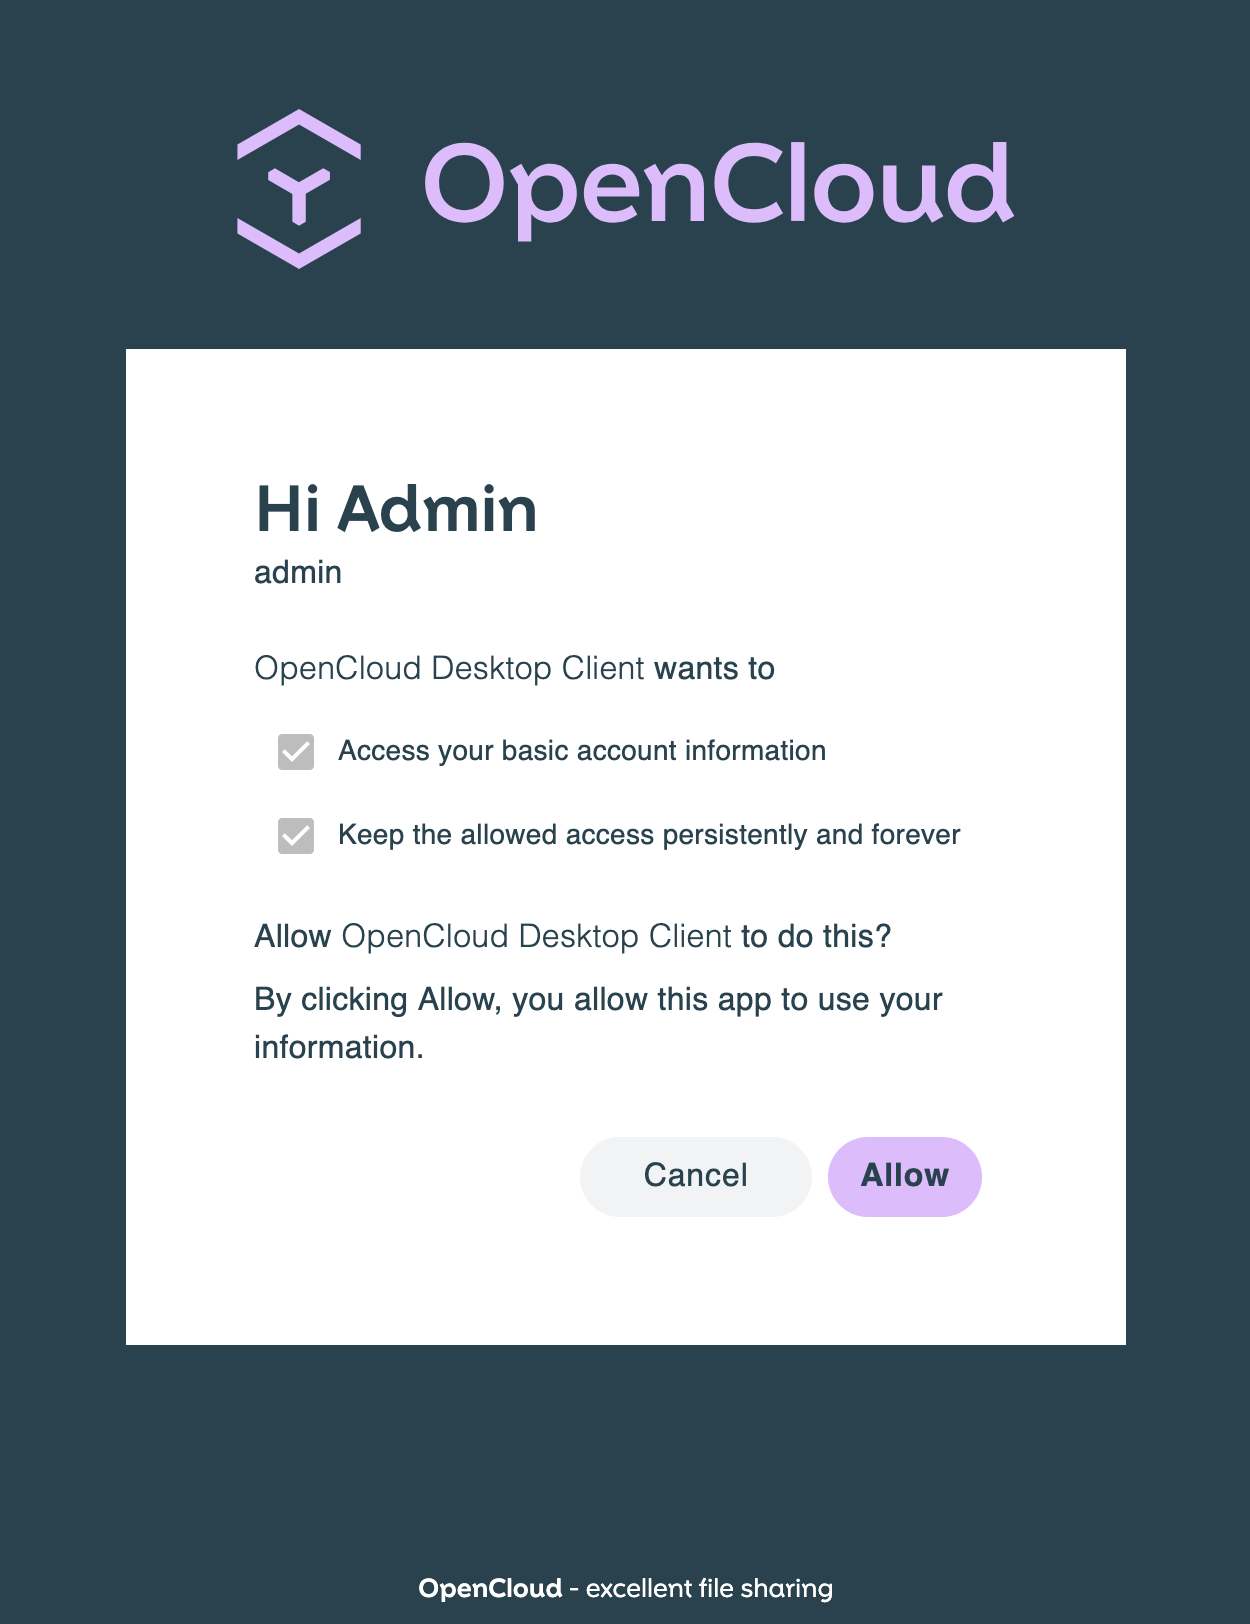 OpenCloud
Hi Admin
admin
OpenCloud Desktop Client wants to
Access your basic account information
Keep the allowed access persistently and forever
Allow OpenCloud Desktop Client to do this?
By clicking Allow, you allow this app to use your
information.
Cancel
Allow
OpenCloud - excellent file sharing